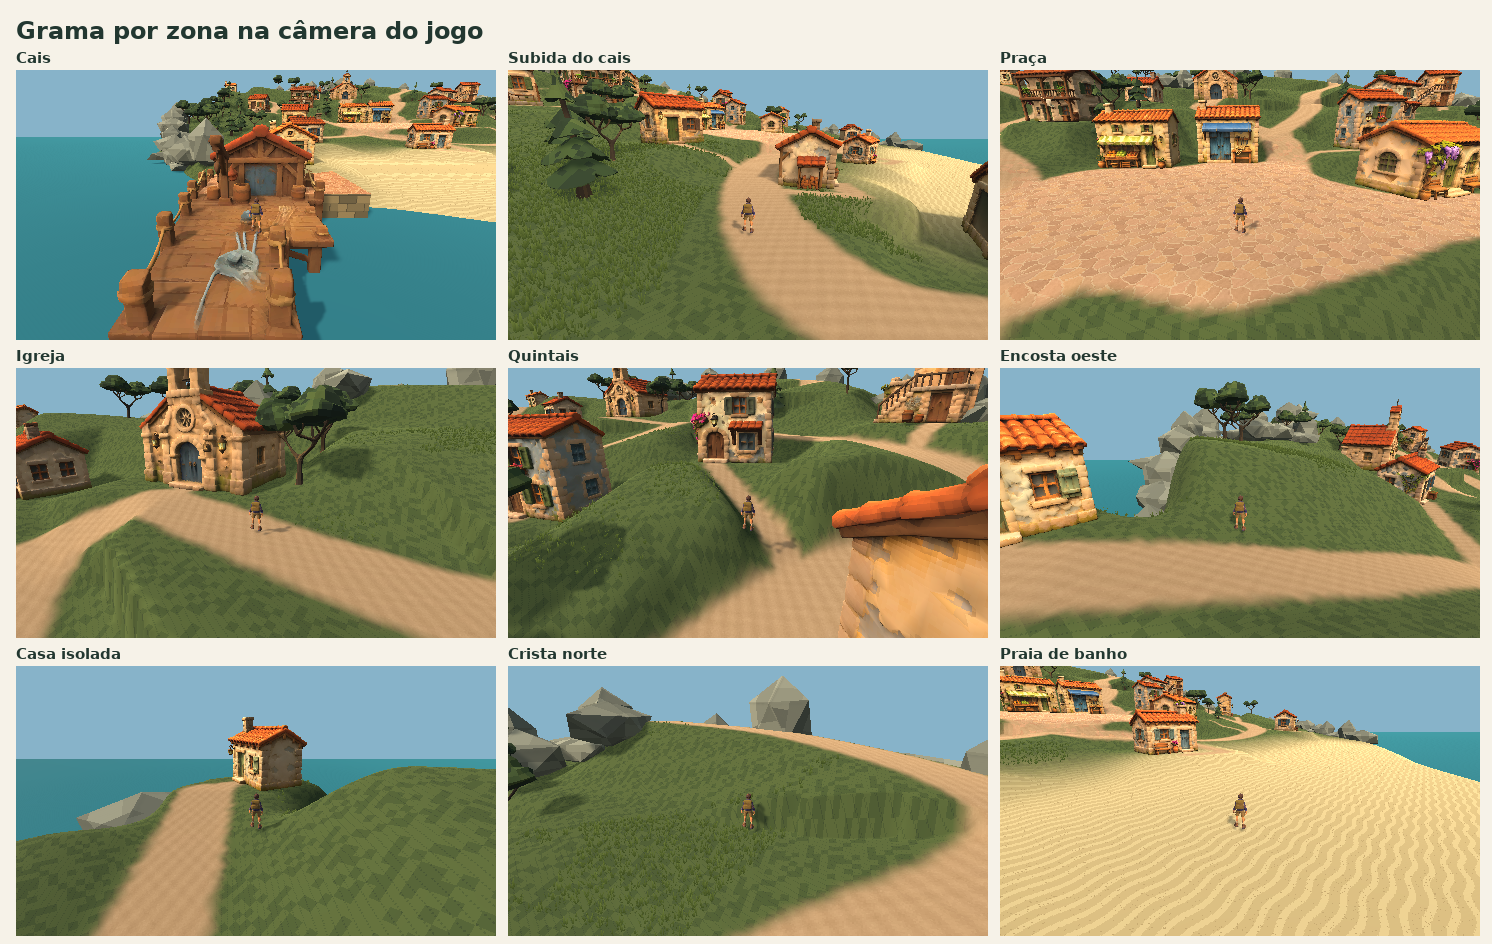 Grama por zona na câmera do jogo
Cais
Subida do cais
Praça
Igreja
Quintais
Encosta oeste
Casa isolada
Crista norte
Praia de banho